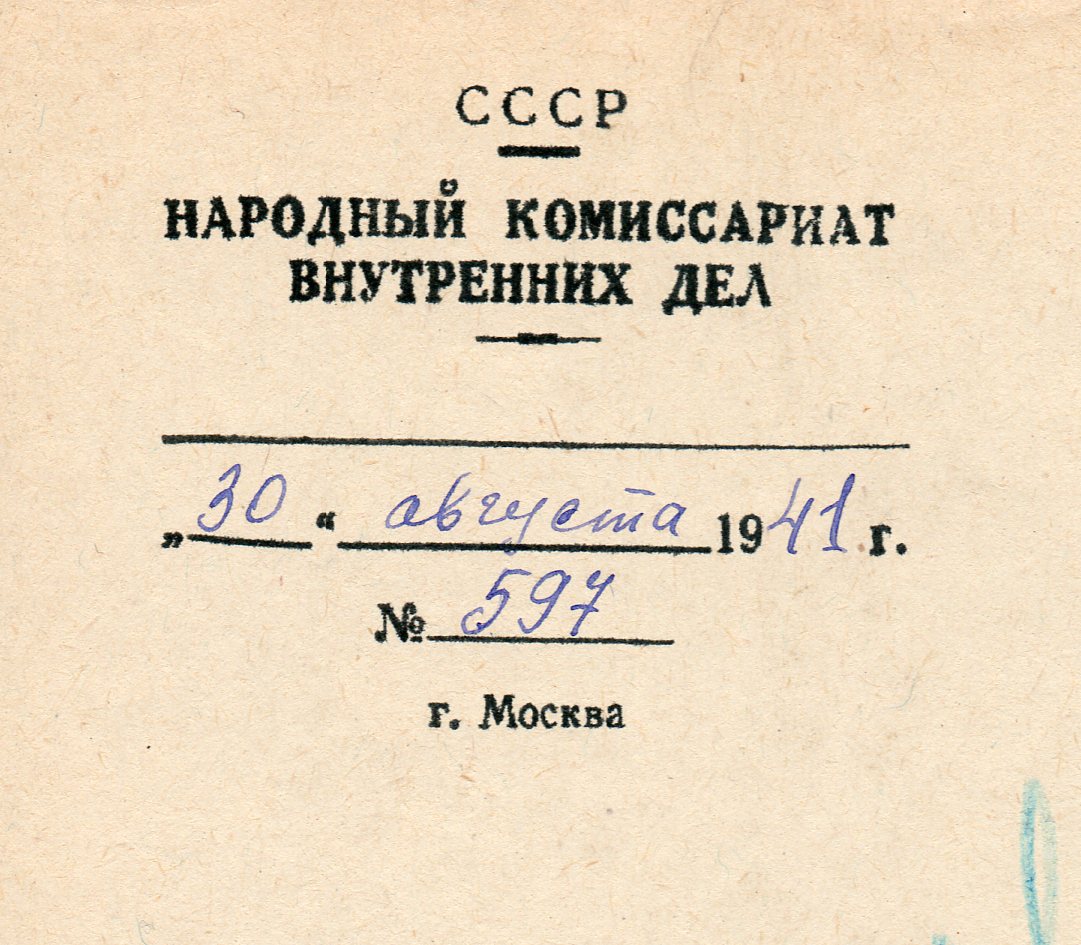 СССР
НАРОДНЫЙ КОМИССАРИАТ
ВНУТРЕННИХ ДЕЛ
„30“ августа 1941 г.
№ 597
г. Москва